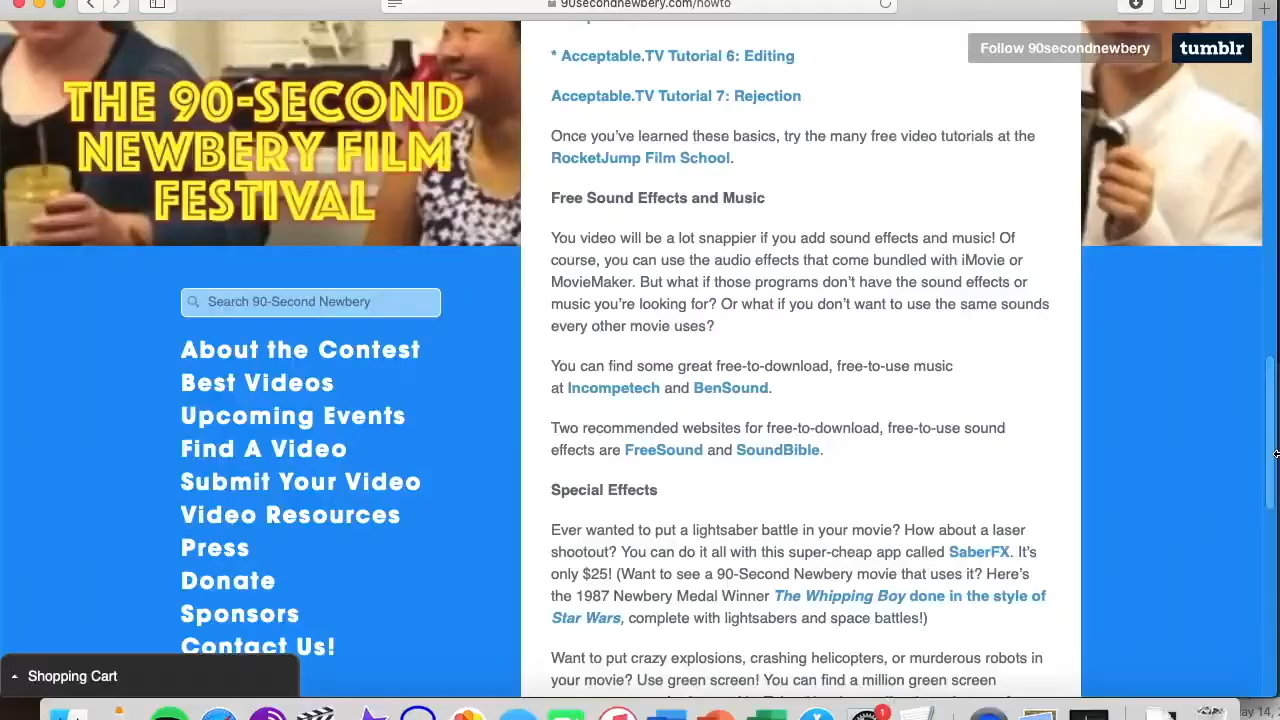 90secondnewbery.com/howto
* Acceptable.TV Tutorial 6: Editing
Follow 90secondnewbery
tumblr
Acceptable.TV Tutorial 7: Rejection
THE 90-SECOND
NEWBERY FILM
FESTIVAL
Once you’ve learned these basics, try the many free video tutorials at the
RocketJump Film School.
Free Sound Effects and Music
You video will be a lot snappier if you add sound effects and music! Of
course, you can use the audio effects that come bundled with iMovie or
MovieMaker. But what if those programs don’t have the sound effects or
music you’re looking for? Or what if you don’t want to use the same sounds
every other movie uses?
You can find some great free-to-download, free-to-use music
at Incompetech and BenSound.
Two recommended websites for free-to-download, free-to-use sound
effects are FreeSound and SoundBible.
Special Effects
Ever wanted to put a lightsaber battle in your movie? How about a laser
shootout? You can do it all with this super-cheap app called SaberFX. It’s
only $25! (Want to see a 90-Second Newbery movie that uses it? Here’s
the 1987 Newbery Medal Winner The Whipping Boy done in the style of
Star Wars, complete with lightsabers and space battles!)
Want to put crazy explosions, crashing helicopters, or murderous robots in
your movie? Use green screen! You can find a million green screen
Search 90-Second Newbery
About the Contest
Best Videos
Upcoming Events
Find A Video
Submit Your Video
Video Resources
Press
Donate
Sponsors
Contact Us!
Shopping Cart
1
ay 14,